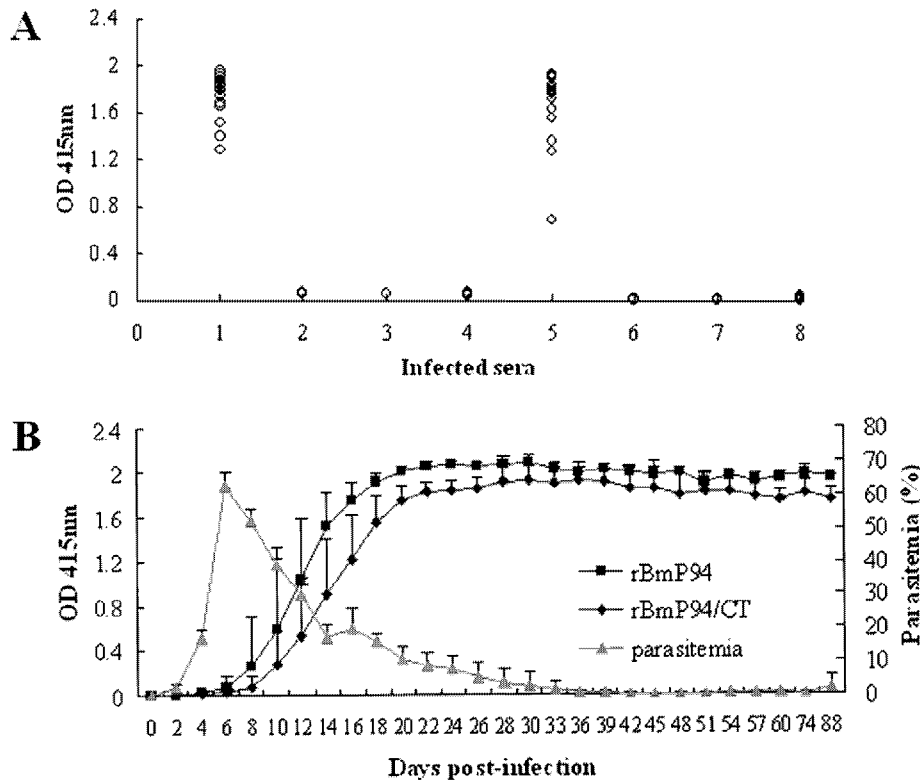 A
OD 415nm
2.4
2
1.6
1.2
0.8
0.4
0
0 1 2 3 4 5 6 7 8
Infected sera
B
OD 415nm
2.4
2
1.6
1.2
0.8
0.4
0
80
70
60
50
40
30
20
10
0
Parasitemia (%)
rBmP94
rBmP94/CT
parasitemia
0 2 4 6 8 10 12 14 16 18 20 22 24 26 28 30 33 36 39 42 45 48 51 54 57 60 74 88
Days post-infection